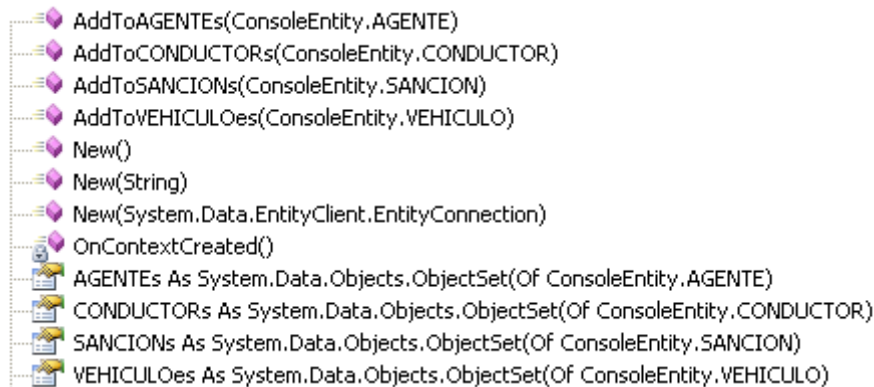 AddToAGENTEs(ConsoleEntity.AGENTE)
AddToCONDUCTORs(ConsoleEntity.CONDUCTOR)
AddToSANCIONs(ConsoleEntity.SANCION)
AddToVEHICULOes(ConsoleEntity.VEHICULO)
New()
New(String)
New(System.Data.EntityClient.EntityConnection)
OnContextCreated()
AGENTEs As System.Data.Objects.ObjectSet(Of ConsoleEntity.AGENTE)
CONDUCTORs As System.Data.Objects.ObjectSet(Of ConsoleEntity.CONDUCTOR)
SANCIONs As System.Data.Objects.ObjectSet(Of ConsoleEntity.SANCION)
VEHICULOes As System.Data.Objects.ObjectSet(Of ConsoleEntity.VEHICULO)